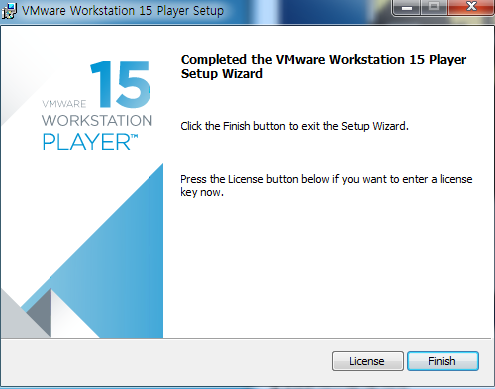 VMware Workstation 15 Player Setup
15
VMWARE
WORKSTATION
PLAYER™
Completed the VMware Workstation 15 Player
Setup Wizard
Click the Finish button to exit the Setup Wizard.
Press the License button below if you want to enter a license
key now.
License
Finish